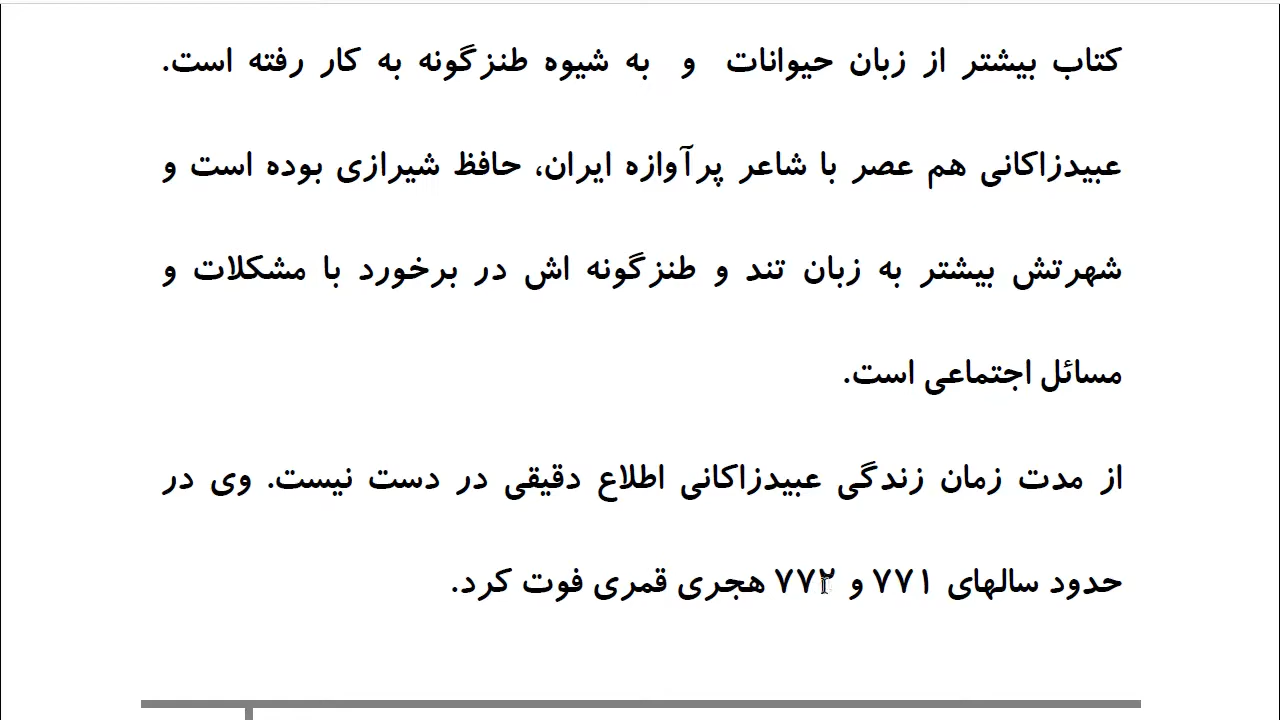 کتاب بیشتر از زبان حیوانات و به شیوه طنزگونه به کار رفته است.
عبیدزاکانی هم عصر با شاعر پرآوازه ایران، حافظ شیرازی بوده است و
شهرتش بیشتر به زبان تند و طنزگونه اش در برخورد با مشکلات و
مسائل اجتماعی است.
از مدت زمان زندگی عبیدزاکانی اطلاع دقیقی در دست نیست. وی در
حدود سالهای ۷۷۱ و ۷۷۲ هجری قمری فوت کرد.